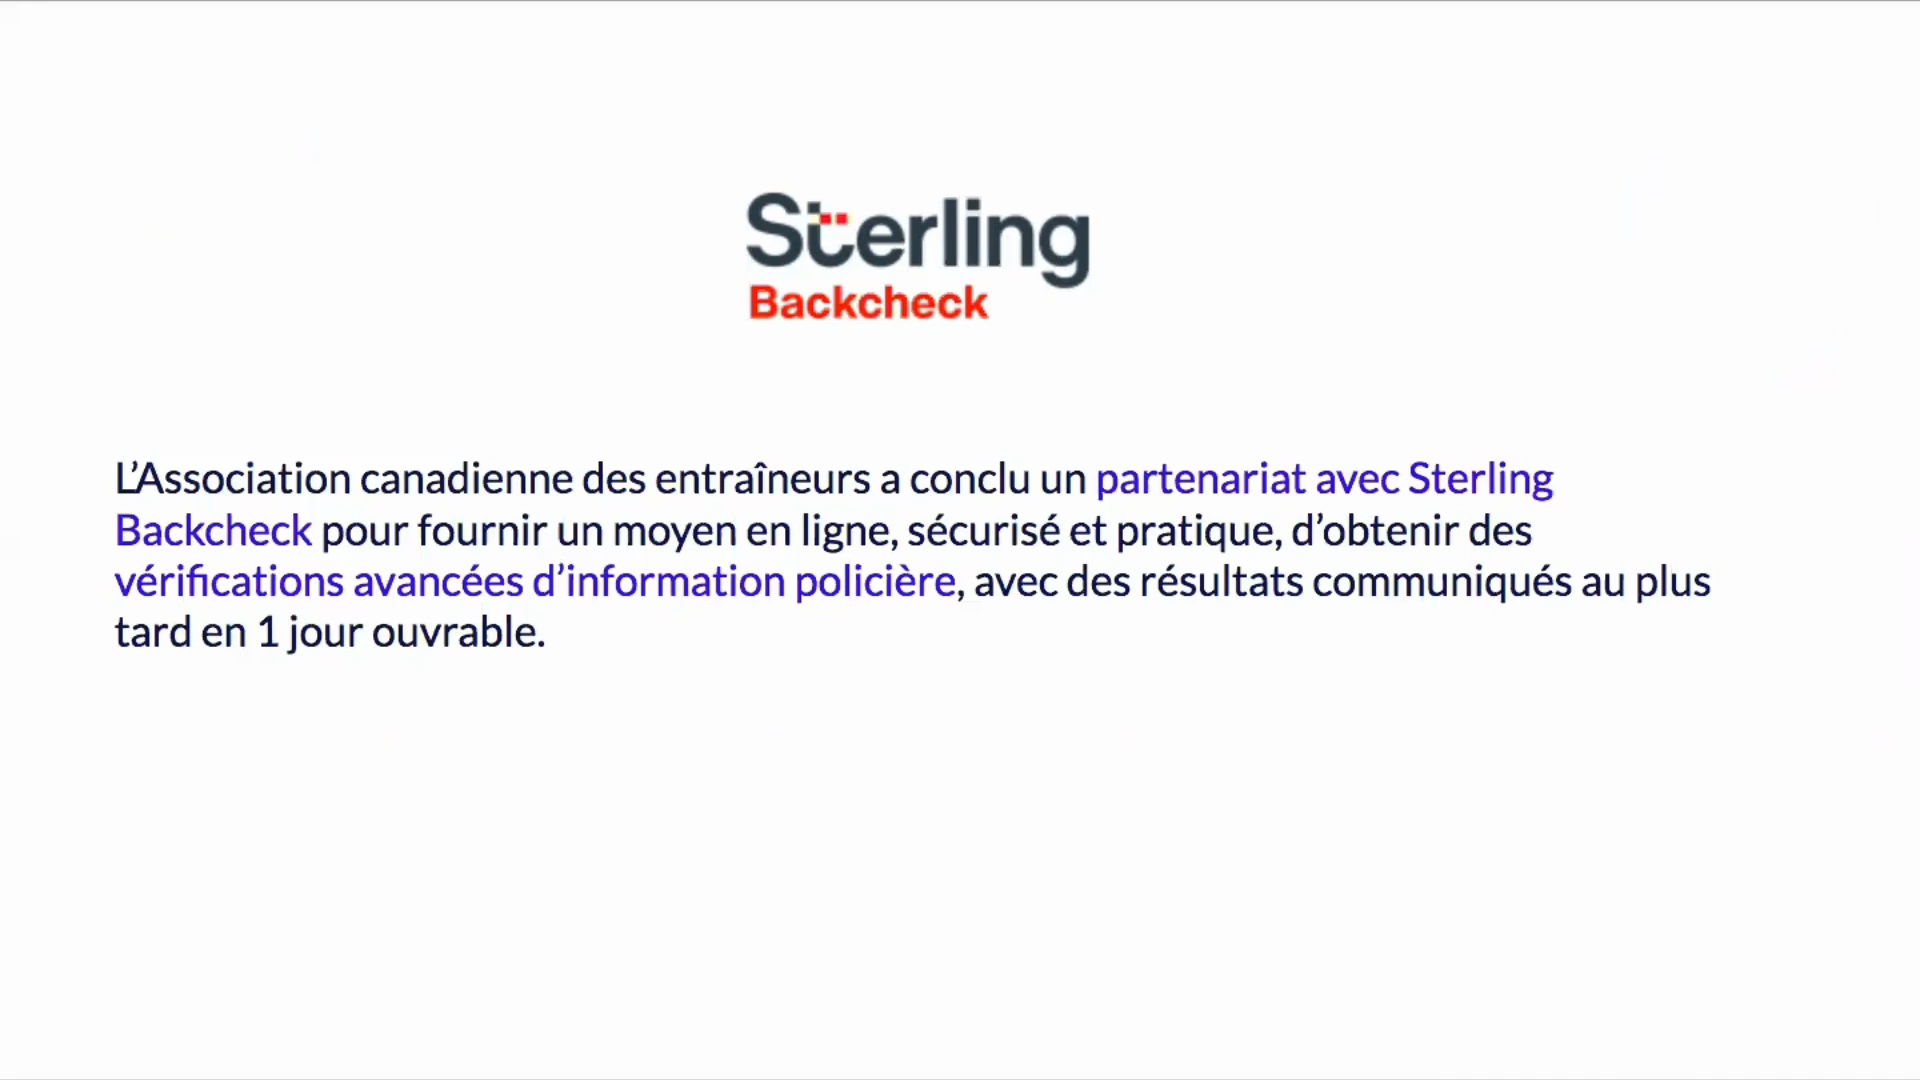 Sterling
Backcheck
L’Association canadienne des entraîneurs a conclu un partenariat avec Sterling
Backcheck pour fournir un moyen en ligne, sécurisé et pratique, d’obtenir des
vérifications avancées d’information policière, avec des résultats communiqués au plus
tard en 1 jour ouvrable.